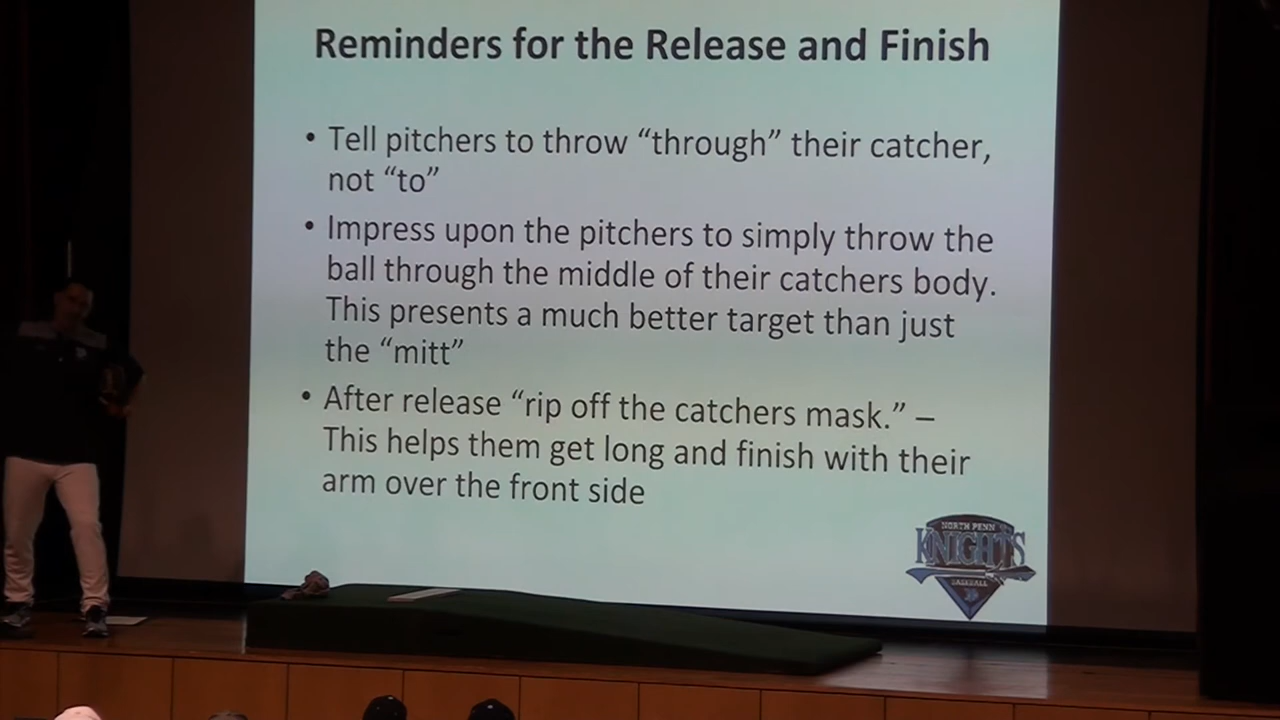 Reminders for the Release and Finish
• Tell pitchers to throw “through” their catcher,
not “to”
• Impress upon the pitchers to simply throw the
ball through the middle of their catchers body.
This presents a much better target than just
the “mitt”
• After release “rip off the catchers mask.” –
This helps them get long and finish with their
arm over the front side
NORTH PENN
KNIGHTS
BASEBALL